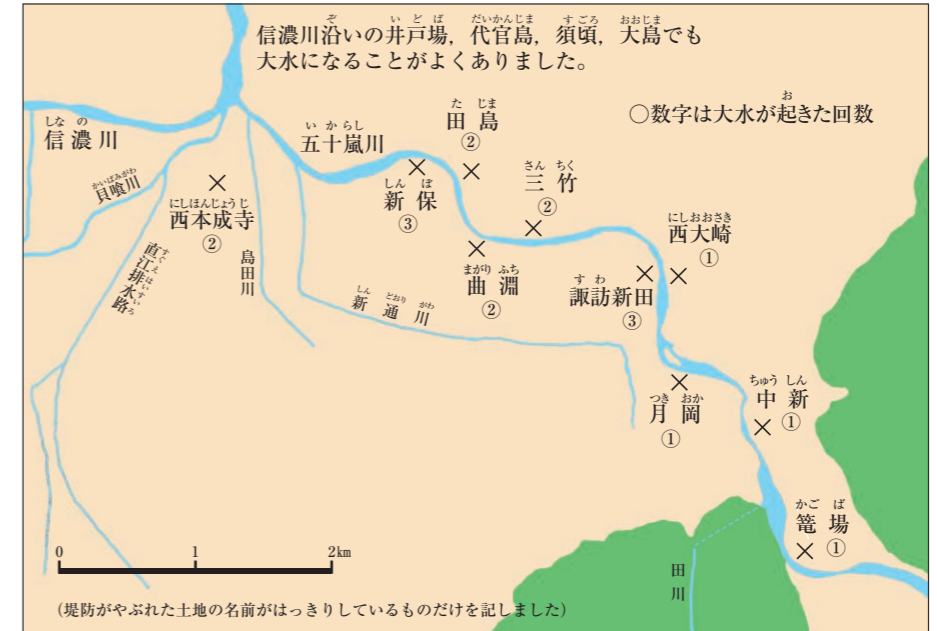 信濃川沿いの井戸場，代官島，須頃，大島でも
大水になることがよくありました。
○数字は大水が起きた回数
信濃川
五十嵐川
田島
②
三竹
②
西大崎
①
貝喰川
西本成寺
②
新保
③
曲淵
②
諏訪新田
③
直江排水路
島田川
新通川
月岡
①
中新
①
篭場
①
田川
0 1 2km
（堤防がやぶれた土地の名前がはっきりしているものだけを記しました）